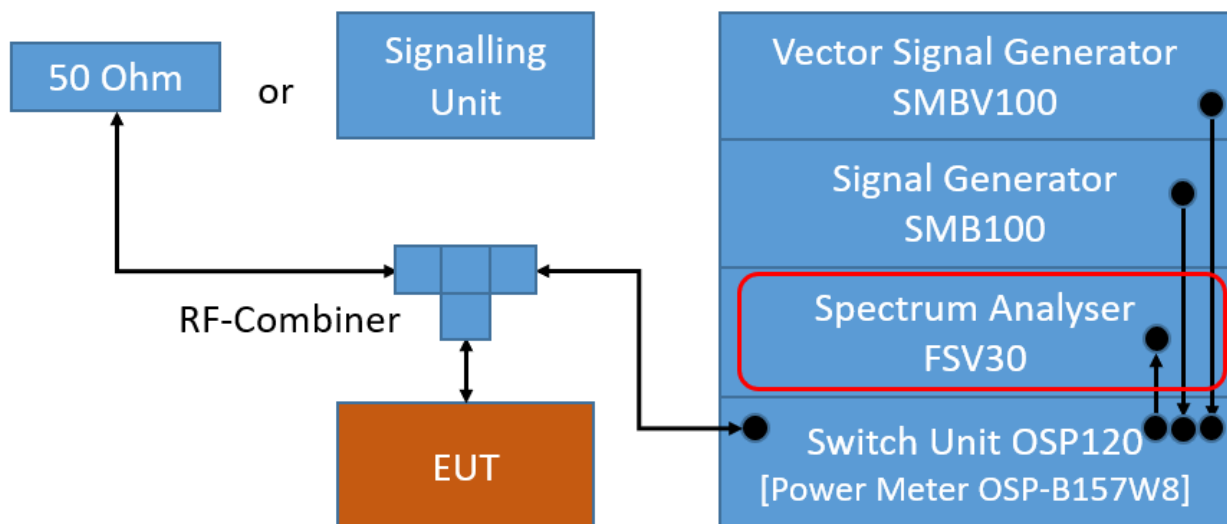 50 Ohm
or
Signalling
Unit
Vector Signal Generator
SMBV100
Signal Generator
SMB100
Spectrum Analyser
FSV30
RF-Combiner
EUT
Switch Unit OSP120
[Power Meter OSP-B157W8]